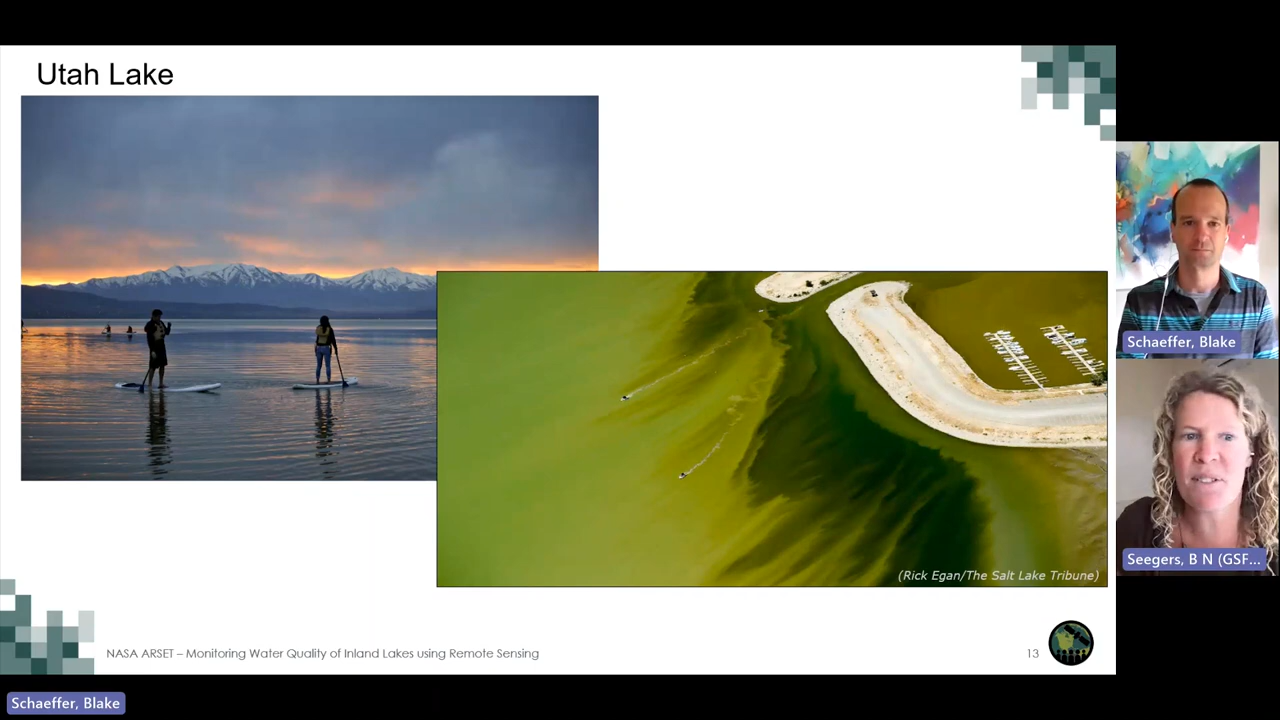 Utah Lake
(Rick Egan/The Salt Lake Tribune)
NASA ARSET – Monitoring Water Quality of Inland Lakes using Remote Sensing
13
Schaeffer, Blake
Seegers, B N (GSF...
Schaeffer, Blake